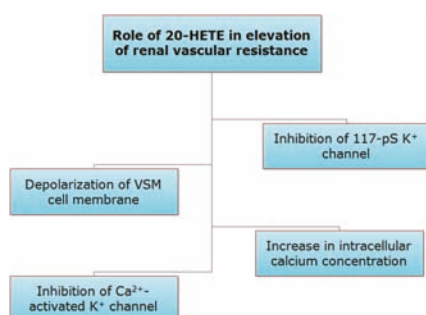 Role of 20-HETE in elevation
of renal vascular resistance
Inhibition of 117-pS K⁺
channel
Depolarization of VSM
cell membrane
Increase in intracellular
calcium concentration
Inhibition of Ca²⁺-
activated K⁺ channel